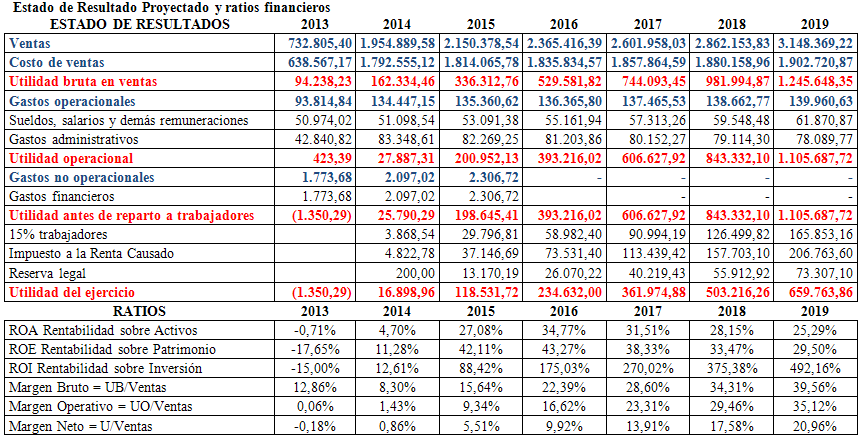 Estado de Resultado Proyectado y ratios financieros
ESTADO DE RESULTADOS 2013 2014 2015 2016 2017 2018 2019
Ventas 732.805,40 1.954.889,58 2.150.378,54 2.365.416,39 2.601.958,03 2.862.153,83 3.148.369,22
Costo de ventas 638.567,17 1.792.555,12 1.814.065,78 1.835.834,57 1.857.864,59 1.880.158,96 1.902.720,87
Utilidad bruta en ventas 94.238,23 162.334,46 336.312,76 529.581,82 744.093,45 981.994,87 1.245.648,35
Gastos operacionales 93.814,84 134.447,15 135.360,62 136.365,80 137.465,53 138.662,77 139.960,63
Sueldos, salarios y demás remuneraciones 50.974,02 51.098,54 53.091,38 55.161,94 57.313,26 59.548,48 61.870,87
Gastos administrativos 42.840,82 83.348,61 82.269,25 81.203,86 80.152,27 79.114,30 78.089,77
Utilidad operacional 423,39 27.887,31 200.952,13 393.216,02 606.627,92 843.332,10 1.105.687,72
Gastos no operacionales 1.773,68 2.097,02 2.306,72 - - - -
Gastos financieros 1.773,68 2.097,02 2.306,72 - - -
Utilidad antes de reparto a trabajadores (1.350,29) 25.790,29 198.645,41 393.216,02 606.627,92 843.332,10 1.105.687,72
15% trabajadores 3.868,54 29.796,81 58.982,40 90.994,19 126.499,82 165.853,16
Impuesto a la Renta Causado 4.822,78 37.146,69 73.531,40 113.439,42 157.703,10 206.763,60
Reserva legal 200,00 13.170,19 26.070,22 40.219,43 55.912,92 73.307,10
Utilidad del ejercicio (1.350,29) 16.898,96 118.531,72 234.632,00 361.974,88 503.216,26 659.763,86
RATIOS 2013 2014 2015 2016 2017 2018 2019
ROA Rentabilidad sobre Activos -0,71% 4,70% 27,08% 34,77% 31,51% 28,15% 25,29%
ROE Rentabilidad sobre Patrimonio -17,65% 11,28% 42,11% 43,27% 38,33% 33,47% 29,50%
ROI Rentabilidad sobre Inversión -15,00% 12,61% 88,42% 175,03% 270,02% 375,38% 492,16%
Margen Bruto = UB/Ventas 12,86% 8,30% 15,64% 22,39% 28,60% 34,31% 39,56%
Margen Operativo = UO/Ventas 0,06% 1,43% 9,34% 16,62% 23,31% 29,46% 35,12%
Margen Neto = U/Ventas -0,18% 0,86% 5,51% 9,92% 13,91% 17,58% 20,96%